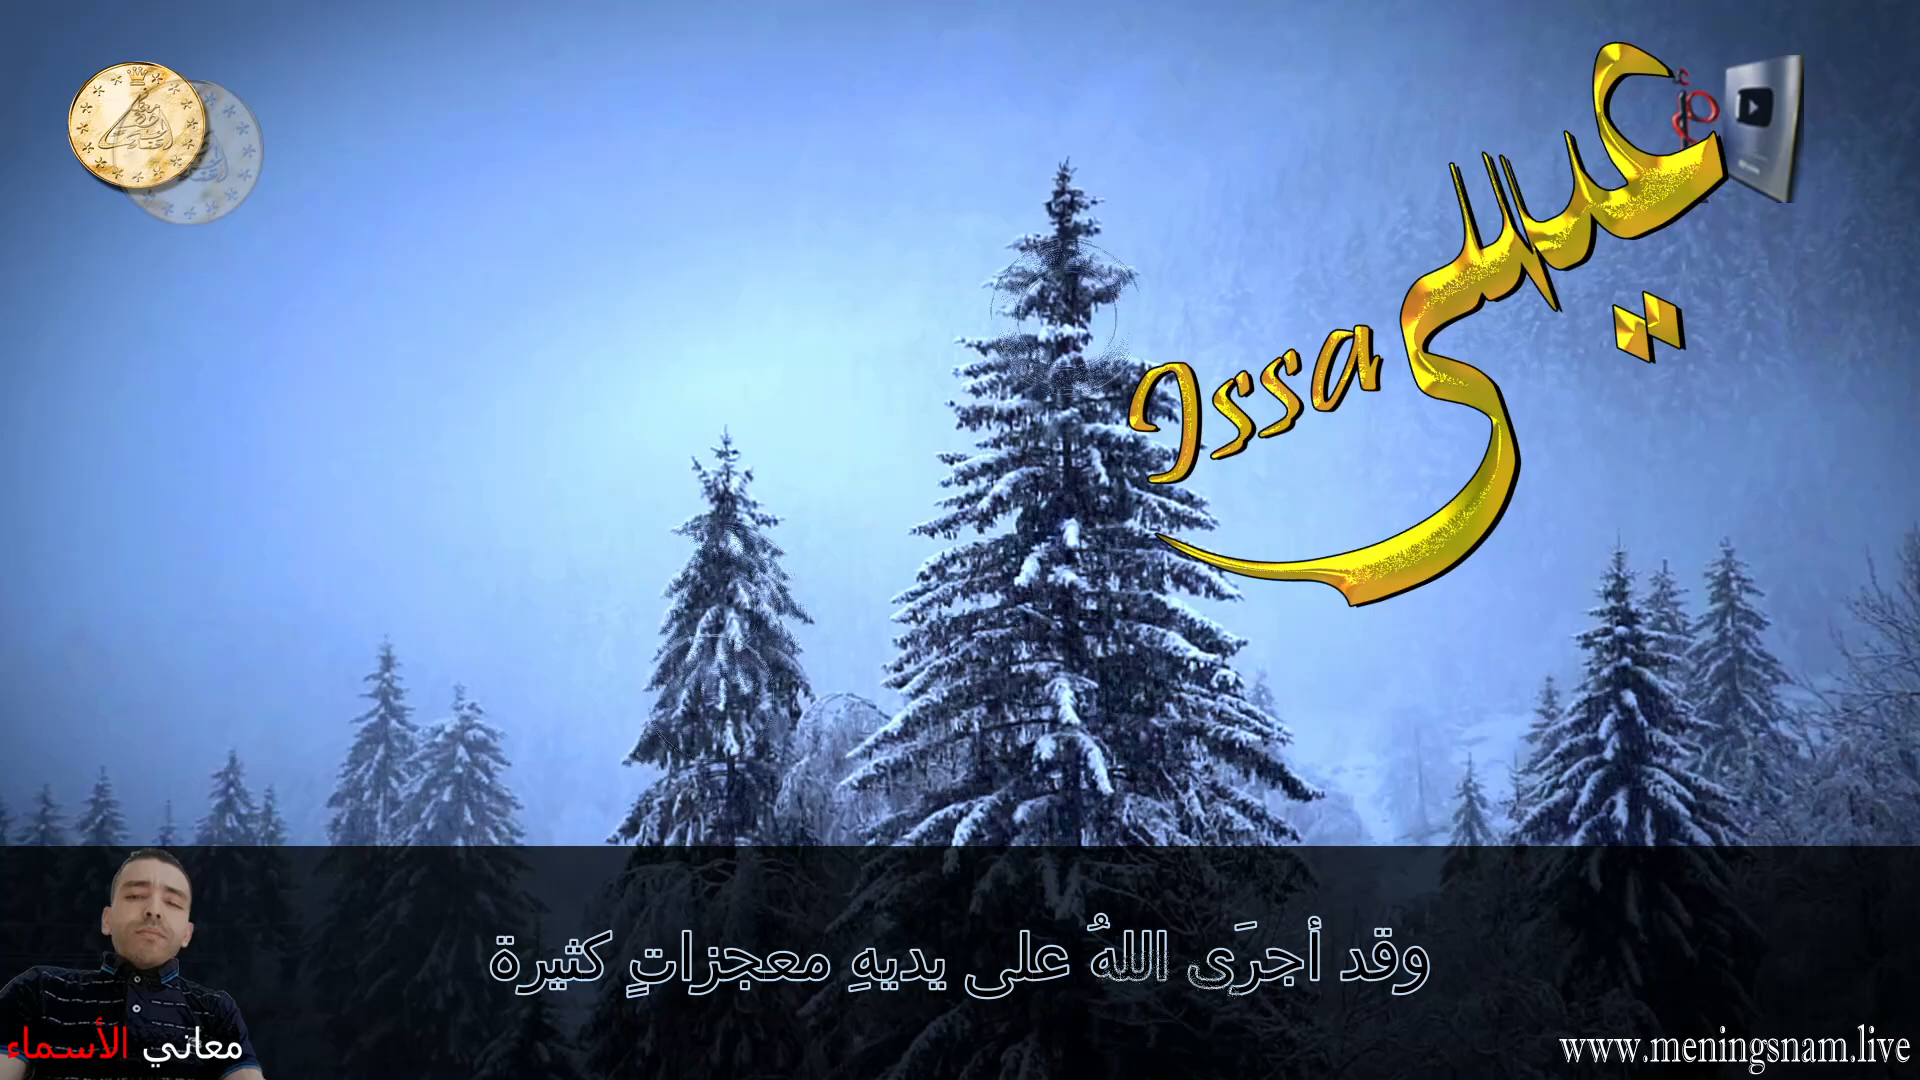 عيسى
Issa
وقد أجرَى اللهُ على يديهِ معجزاتٍ كثيرة
معاني الأسماء
www.meningsnam.live